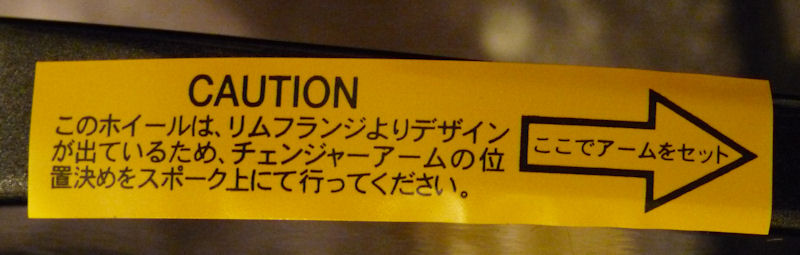 CAUTION
このホイールは、リムフランジよりデザイン
が出ているため、チェンジャーアームの位
置決めをスポーク上にて行ってください。
ここでアームをセット